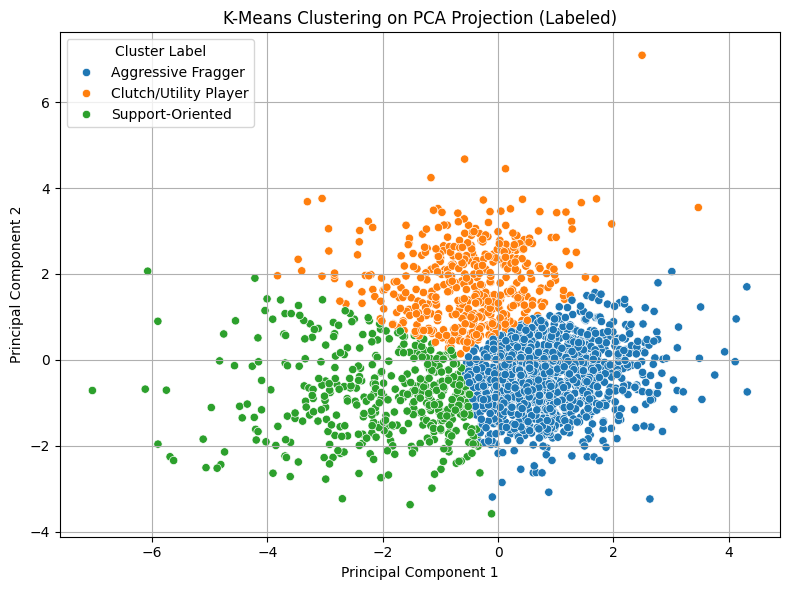 K-Means Clustering on PCA Projection (Labeled)
Cluster Label
Aggressive Fragger
Clutch/Utility Player
Support-Oriented
Principal Component 2
6
4
2
0
−2
−4
−6
−4
−2
0
2
4
Principal Component 1